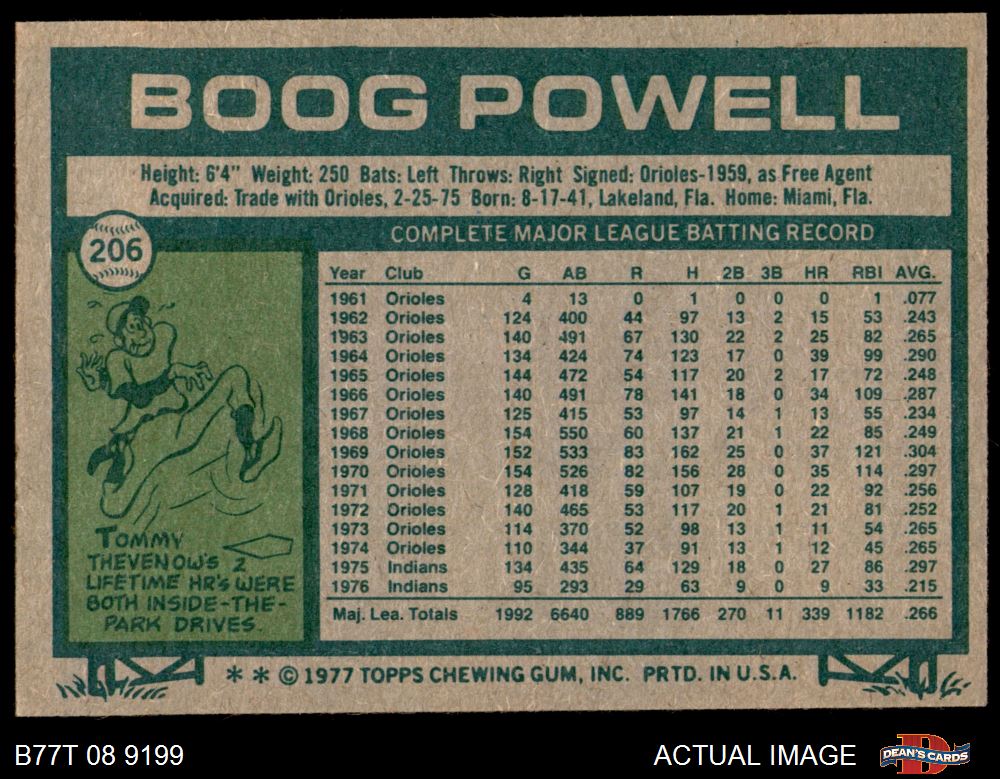 BOOG POWELL
Height: 6'4" Weight: 250 Bats: Left Throws: Right Signed: Orioles-1959, as Free Agent
Acquired: Trade with Orioles, 2-25-75 Born: 8-17-41, Lakeland, Fla. Home: Miami, Fla.
206
COMPLETE MAJOR LEAGUE BATTING RECORD
Year Club G AB R H 2B 3B HR RBI AVG.
1961 Orioles 4 13 0 1 0 0 0 1 .077
1962 Orioles 124 400 44 97 13 2 15 53 .243
1963 Orioles 140 491 67 130 22 2 25 82 .265
1964 Orioles 134 424 74 123 17 0 39 99 .290
1965 Orioles 144 472 54 117 20 2 17 72 .248
1966 Orioles 140 491 78 141 18 0 34 109 .287
1967 Orioles 125 415 53 97 14 1 13 55 .234
1968 Orioles 154 550 60 137 21 1 22 85 .249
1969 Orioles 152 533 83 162 25 0 37 121 .304
1970 Orioles 154 526 82 156 28 0 35 114 .297
1971 Orioles 128 418 59 107 19 0 22 92 .256
1972 Orioles 140 465 53 117 20 1 21 81 .252
1973 Orioles 114 370 52 98 13 1 11 54 .265
1974 Orioles 110 344 37 91 13 1 12 45 .265
1975 Indians 134 435 64 129 18 0 27 86 .297
1976 Indians 95 293 29 63 9 0 9 33 .215
Maj. Lea. Totals 1992 6640 889 1766 270 11 339 1182 .266
TOMMY
THEVENOW'S 2
LIFETIME HR'S WERE
BOTH INSIDE-THE-
PARK DRIVES.
* * © 1977 TOPPS CHEWING GUM, INC. PRTD. IN U.S.A.
B77T 08 9199
ACTUAL IMAGE
D
DEAN'S CARDS